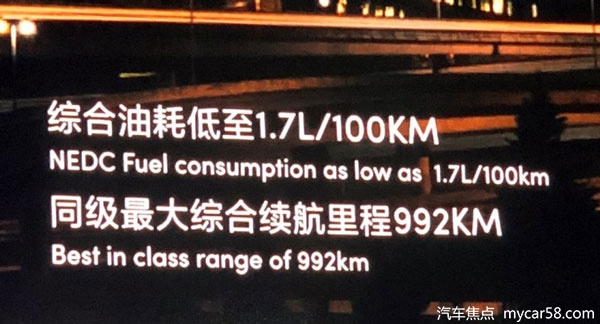 综合油耗低至1.7L/100KM
NEDC Fuel consumption as low as 1.7L/100km
同级最大综合续航里程992KM
Best in class range of 992km
汽车焦点 mycar58.com